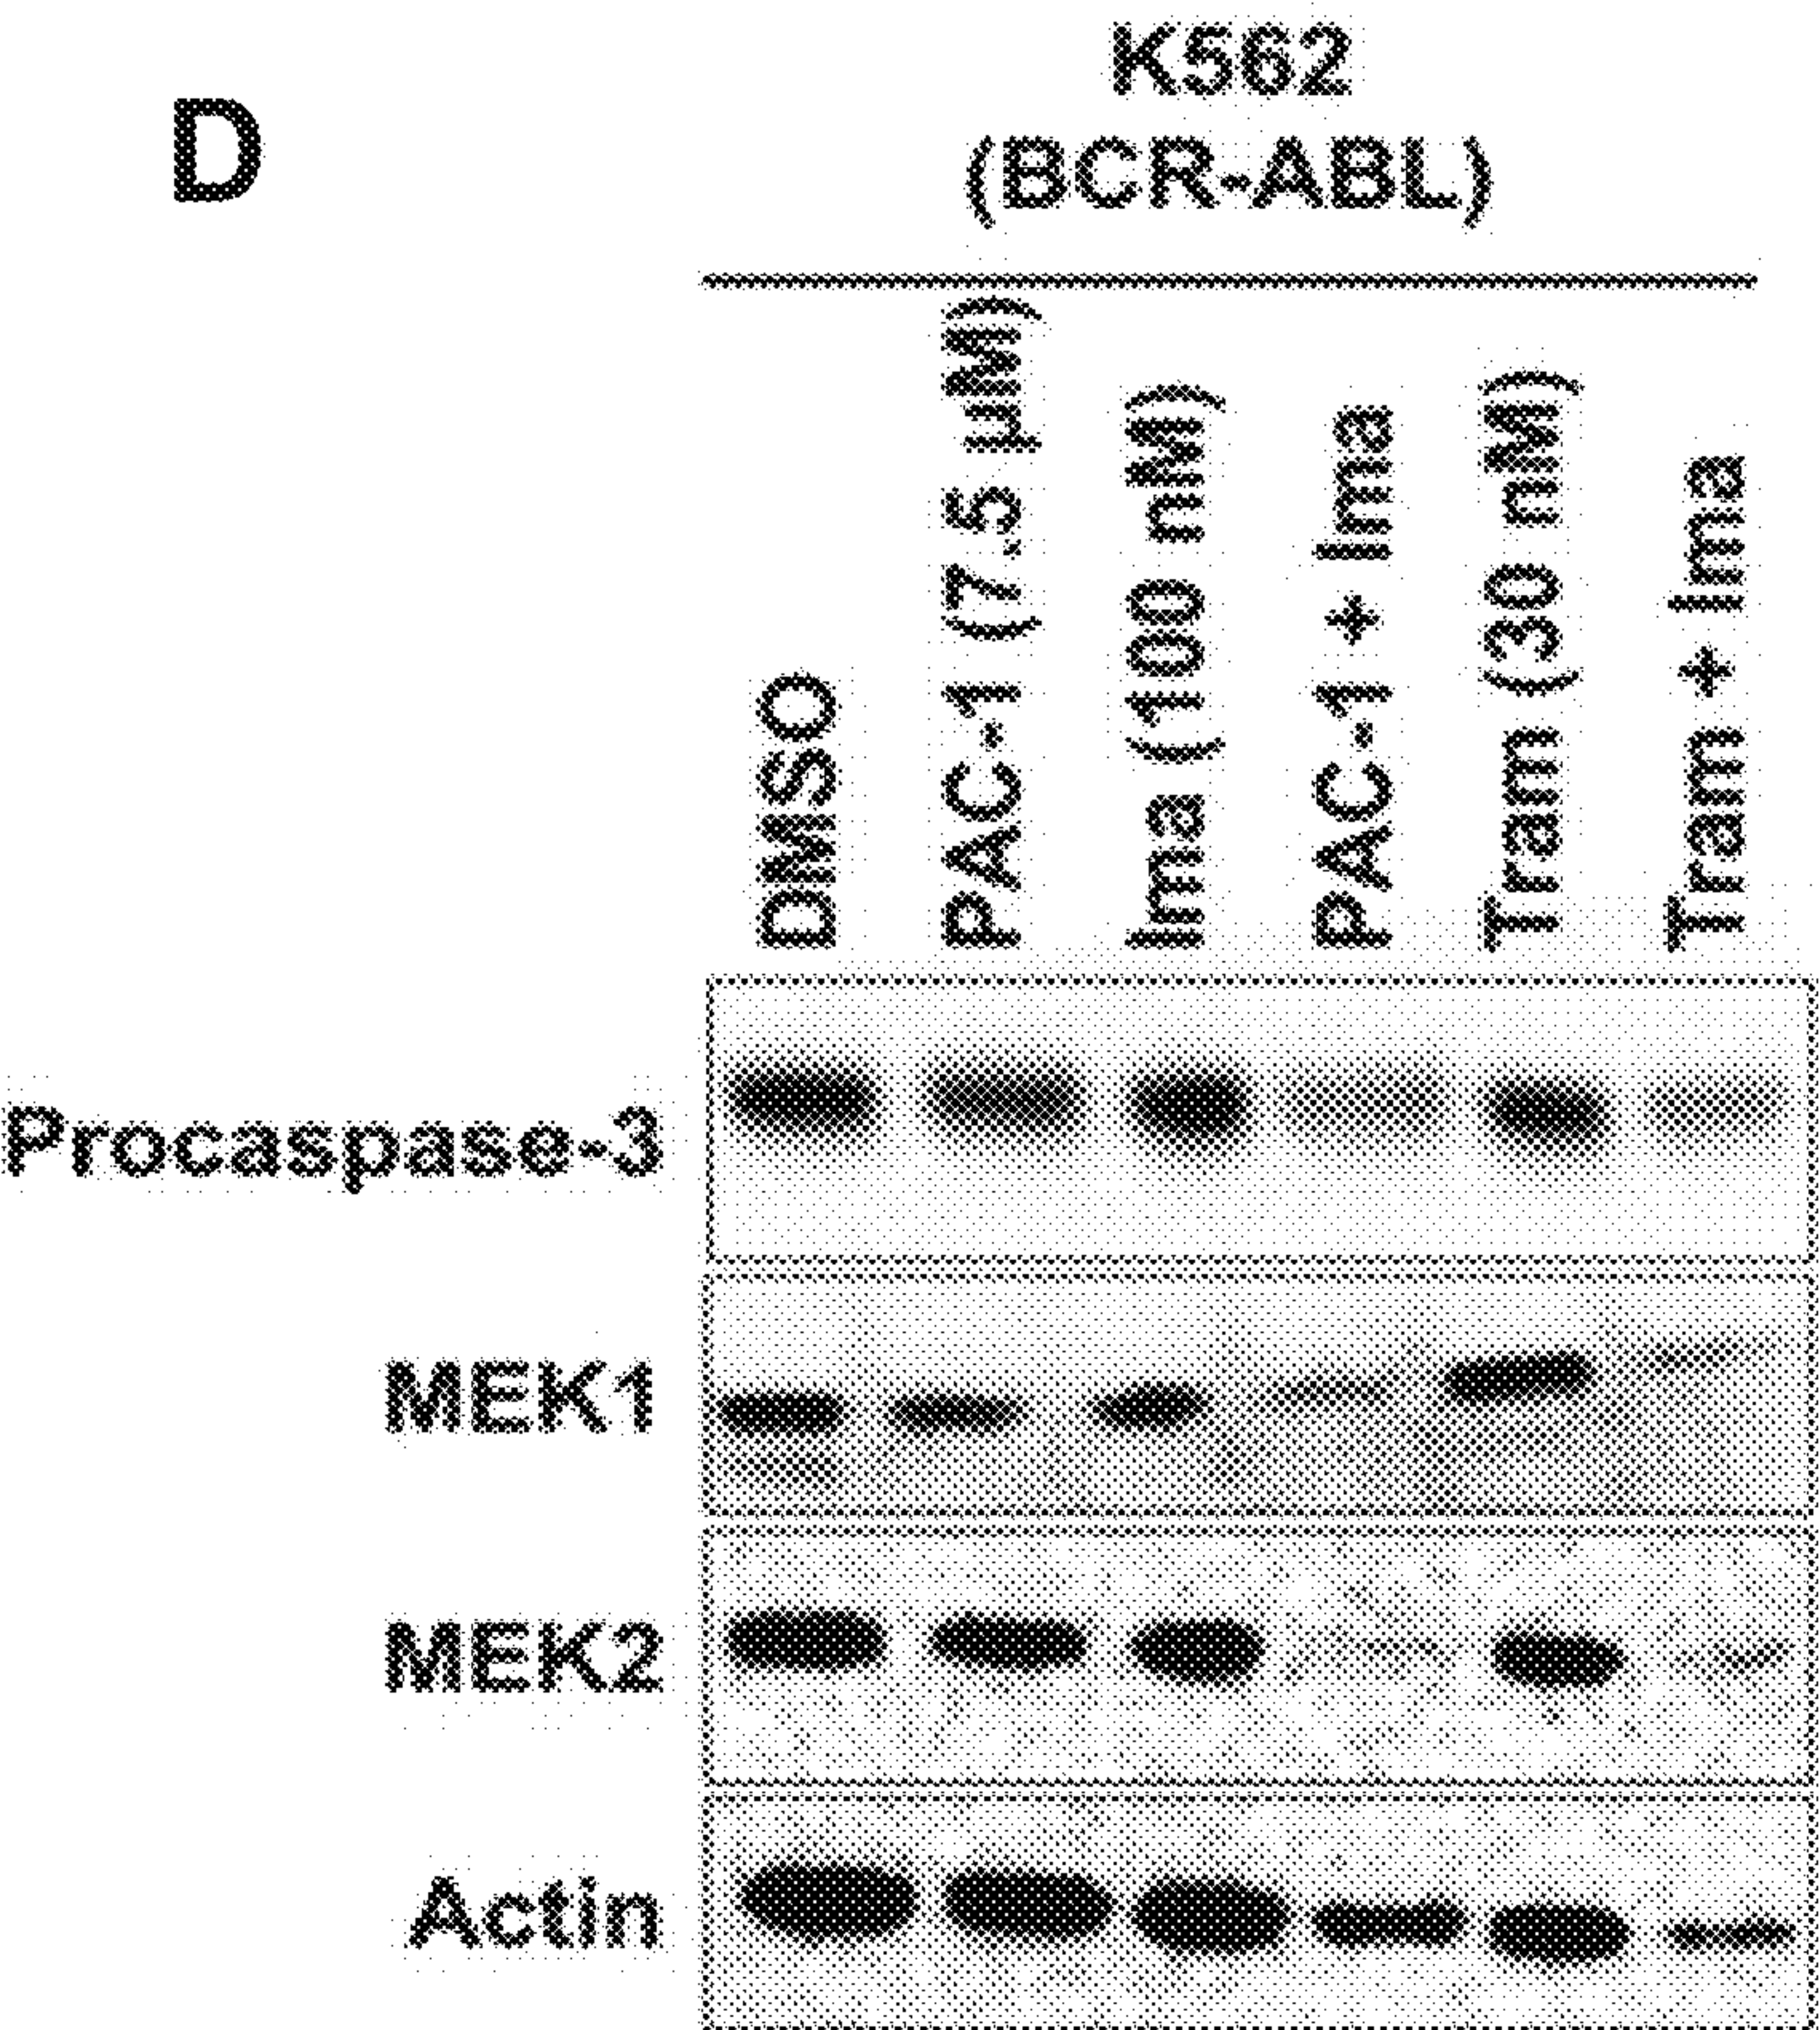 D
K562
(BCR-ABL)
DMSO
PAC-1 (7.5 µM)
Ima (100 nM)
PAC-1 + Ima
Tram (30 nM)
Tram + Ima
Procaspase-3
MEK1
MEK2
Actin